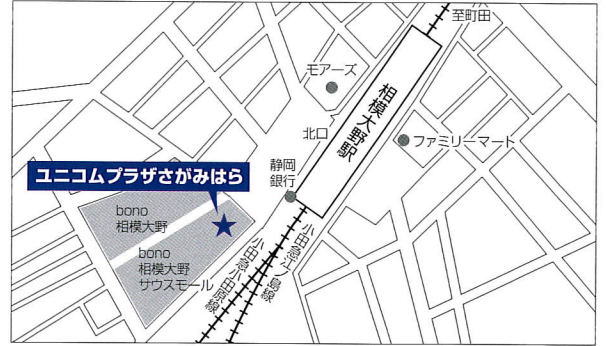 至町田
モアーズ
相模大野駅
北口
ファミリーマート
静岡
銀行
ユニコムプラザさがみはら
bono
相模大野
bono
相模大野
サウスモール
小田急江ノ島線
小田急小田原線